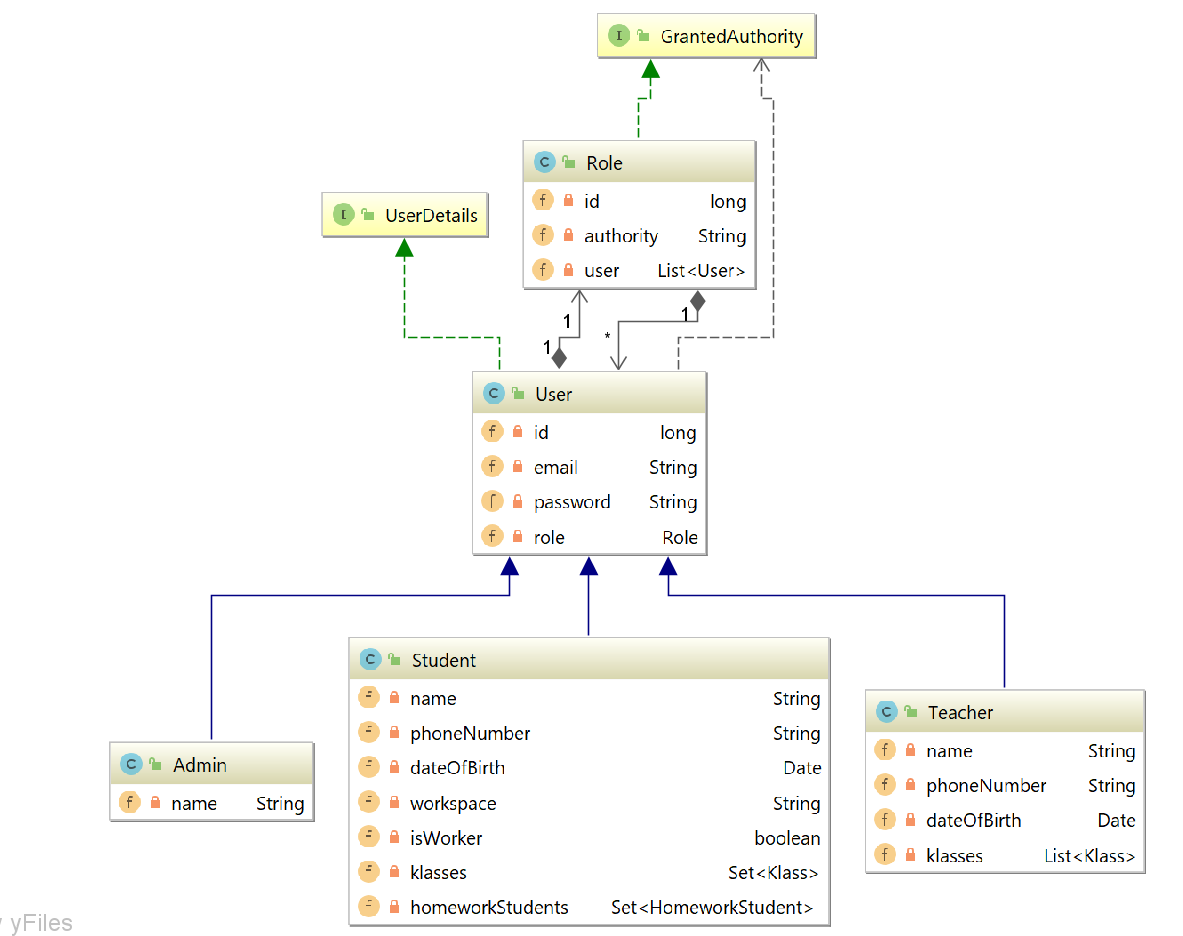 I GrantedAuthority
C Role
f id long
f authority String
f user List<User>
I UserDetails
1
1
1
*
C User
f id long
f email String
f password String
f role Role
C Student
f name String
f phoneNumber String
f dateOfBirth Date
f workspace String
f isWorker boolean
f klasses Set<Klass>
f homeworkStudents Set<HomeworkStudent>
C Teacher
f name String
f phoneNumber String
f dateOfBirth Date
f klasses List<Klass>
C Admin
f name String
yFiles